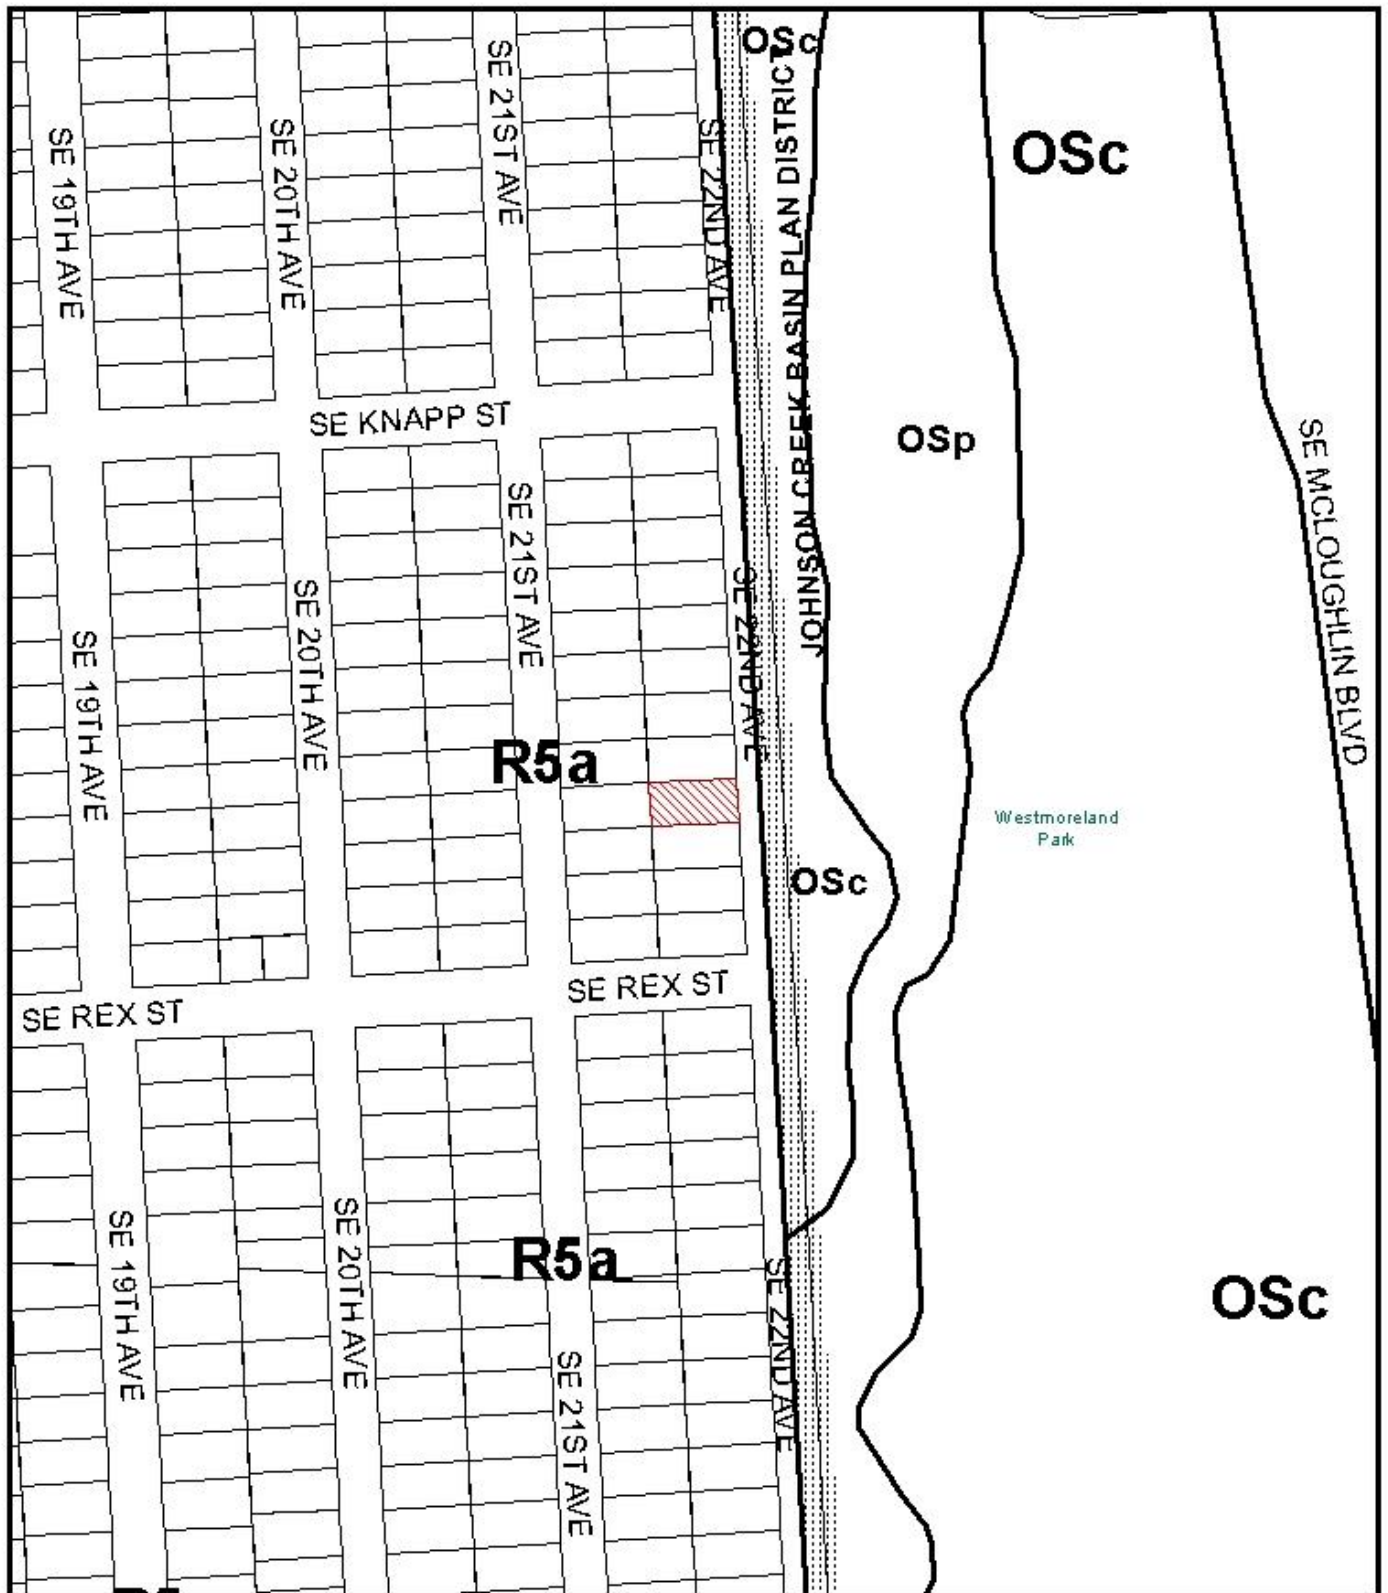 OSc
SE 21ST AVE
SE 19TH AVE
SE 20TH AVE
SE 22ND AVE
JOHNSON CREEK BASIN PLAN DISTRICT
OSc
SE KNAPP ST
OSp
SE MCLOUGHLIN BLVD
SE 21ST AVE
SE 20TH AVE
SE 22ND AVE
SE 19TH AVE
R5a
Westmoreland
Park
OSc
SE REX ST
SE REX ST
SE 20TH AVE
SE 19TH AVE
R5a
SE 22ND AVE
OSc
SE 21ST AVE